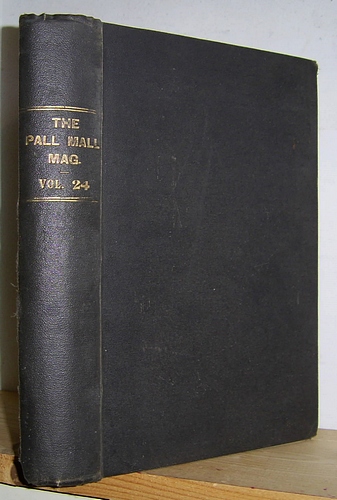 THE
PALL MALL
MAG.
VOL. 24